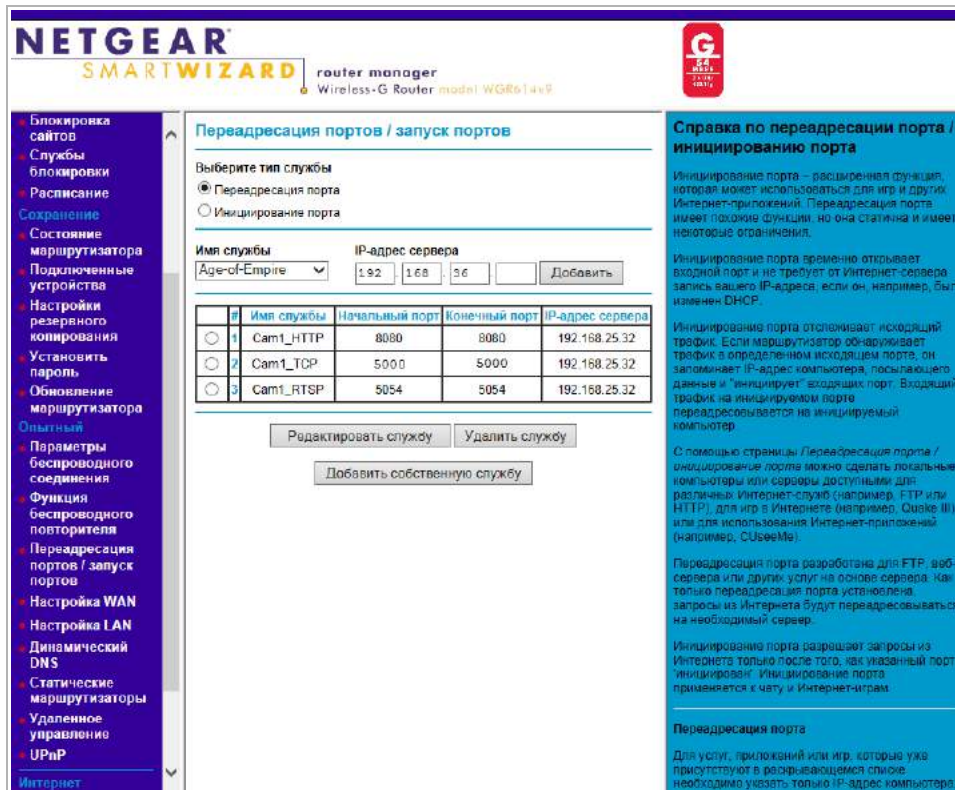 NETGEAR
SMARTWIZARD router manager
Wireless-G Router model WGR614v9
G
54
Блокировка
сайтов
Службы
блокировки
Расписание
Сохранение
Состояние
маршрутизатора
Подключенные
устройства
Настройки
резервного
копирования
Установить
пароль
Обновление
маршрутизатора
Опытный
Параметры
беспроводного
соединения
Функция
беспроводного
повторителя
Переадресация
портов / запуск
портов
Настройка WAN
Настройка LAN
Динамический
DNS
Статические
маршрутизаторы
Удаленное
управление
UPnP
Интернет
Переадресация портов / запуск портов
Выберите тип службы
Переадресация порта
Инициирование порта
Имя службы IP-адрес сервера
Age-of-Empire 192 . 168 . 36 . Добавить
# Имя службы Начальный порт Конечный порт IP-адрес сервера
1 Cam1_HTTP 8080 8080 192.168.25.32
2 Cam1_TCP 5000 5000 192.168.25.32
3 Cam1_RTSP 5054 5054 192.168.25.32
Редактировать службу Удалить службу
Добавить собственную службу
Справка по переадресации порта /
инициированию порта
Инициирование порта – расширенная функция,
которая может использоваться для игр и других
Интернет-приложений. Переадресация порта
имеет похожие функции, но она статична и имеет
некоторые ограничения.
Инициирование порта временно открывает
входной порт и не требует от Интернет-сервера
запись вашего IP-адреса, если он, например, был
изменен DHCP.
Инициирование порта отслеживает исходящий
трафик. Если маршрутизатор обнаруживает
трафик в определенном исходящем порте, он
запоминает IP-адрес компьютера, посылающего
данные и "инициирует" входящих порт. Входящий
трафик на инициируемом порте
переадресовывается на инициируемый
компьютер.
С помощью страницы Переадресация порта /
инициирование порта можно сделать локальные
компьютеры или серверы доступными для
различных Интернет-служб (например, FTP или
HTTP), для игр в Интернете (например, Quake III)
или для использования Интернет-приложений
(например, CUseeMe).
Переадресация порта разработана для FTP, веб-
сервера или других услуг на основе сервера. Как
только переадресация порта установлена,
запросы из Интернета будут переадресовываться
на необходимый сервер.
Инициирование порта разрешает запросы из
Интернета только после того, как указанный порт
"инициирован". Инициирование порта
применяется к чату и Интернет-играм.
Переадресация порта
Для услуг, приложений или игр, которые уже
присутствуют в раскрывающемся списке
необходимо указать только IP-адрес компьютера